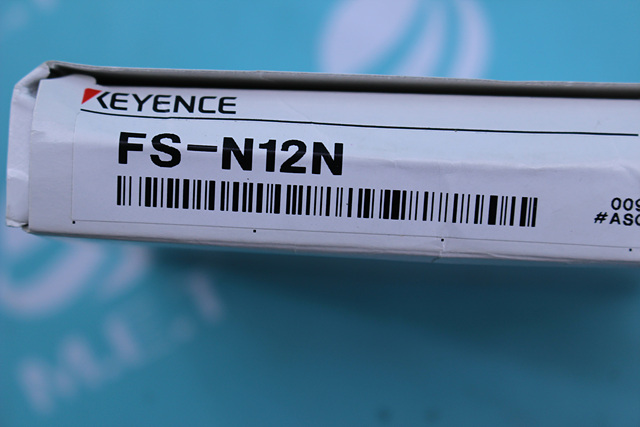 KEYENCE
FS-N12N
009
#ASC
M.E.I